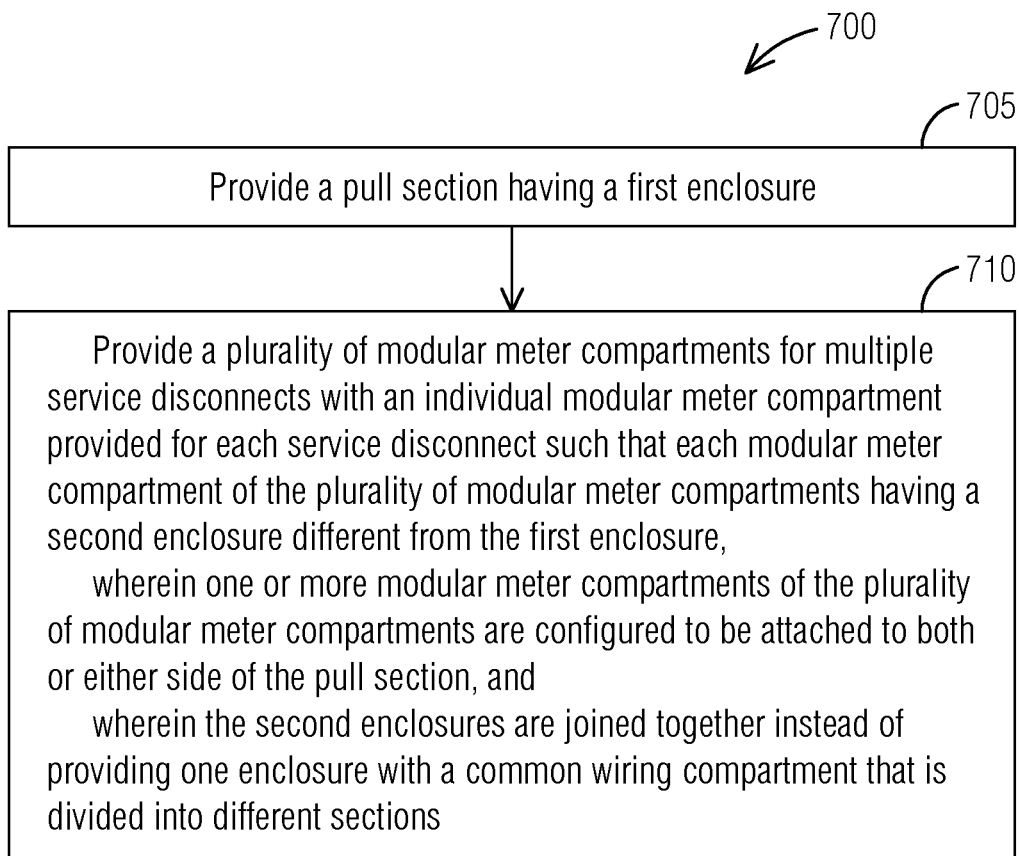 700
705
Provide a pull section having a first enclosure
710
Provide a plurality of modular meter compartments for multiple
service disconnects with an individual modular meter compartment
provided for each service disconnect such that each modular meter
compartment of the plurality of modular meter compartments having a
second enclosure different from the first enclosure,
wherein one or more modular meter compartments of the plurality
of modular meter compartments are configured to be attached to both
or either side of the pull section, and
wherein the second enclosures are joined together instead of
providing one enclosure with a common wiring compartment that is
divided into different sections